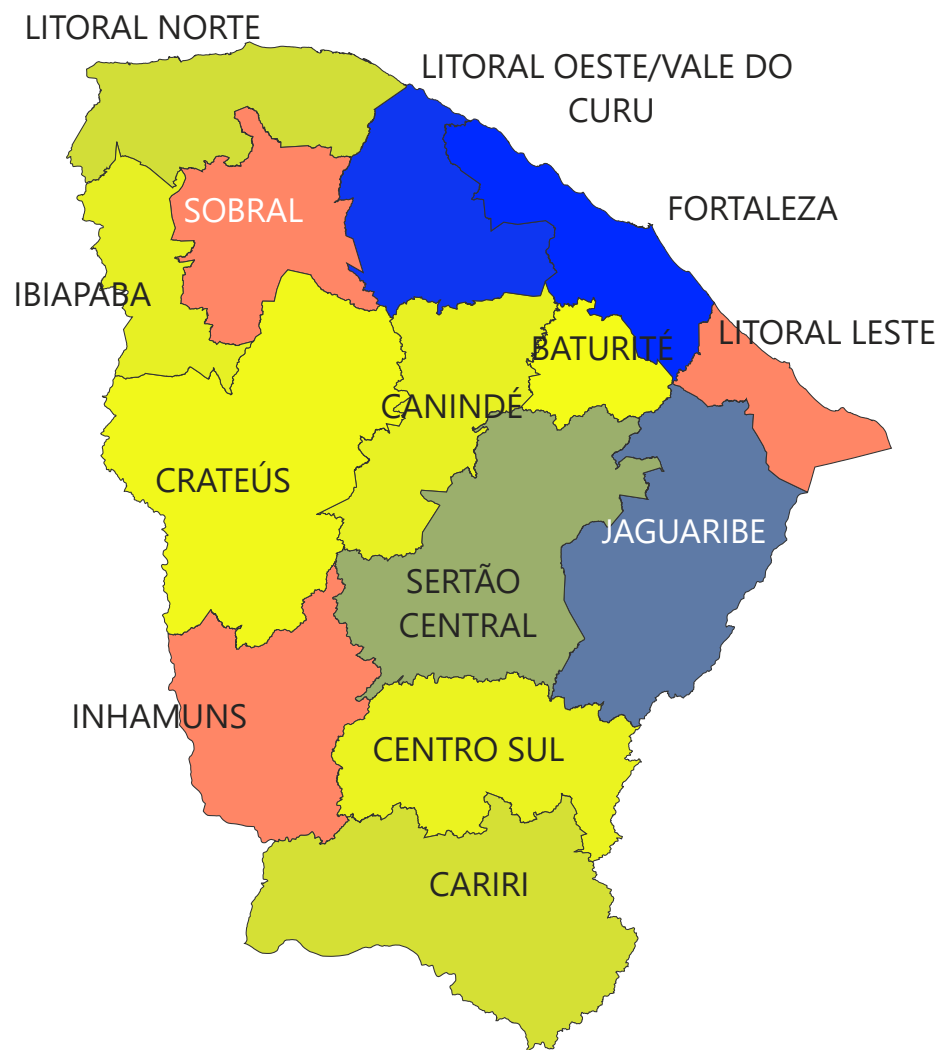 LITORAL NORTE
LITORAL OESTE/VALE DO
CURU
SOBRAL
FORTALEZA
IBIAPABA
LITORAL LESTE
BATURITÉ
CANINDÉ
CRATEÚS
JAGUARIBE
SERTÃO
CENTRAL
INHAMUNS
CENTRO SUL
CARIRI